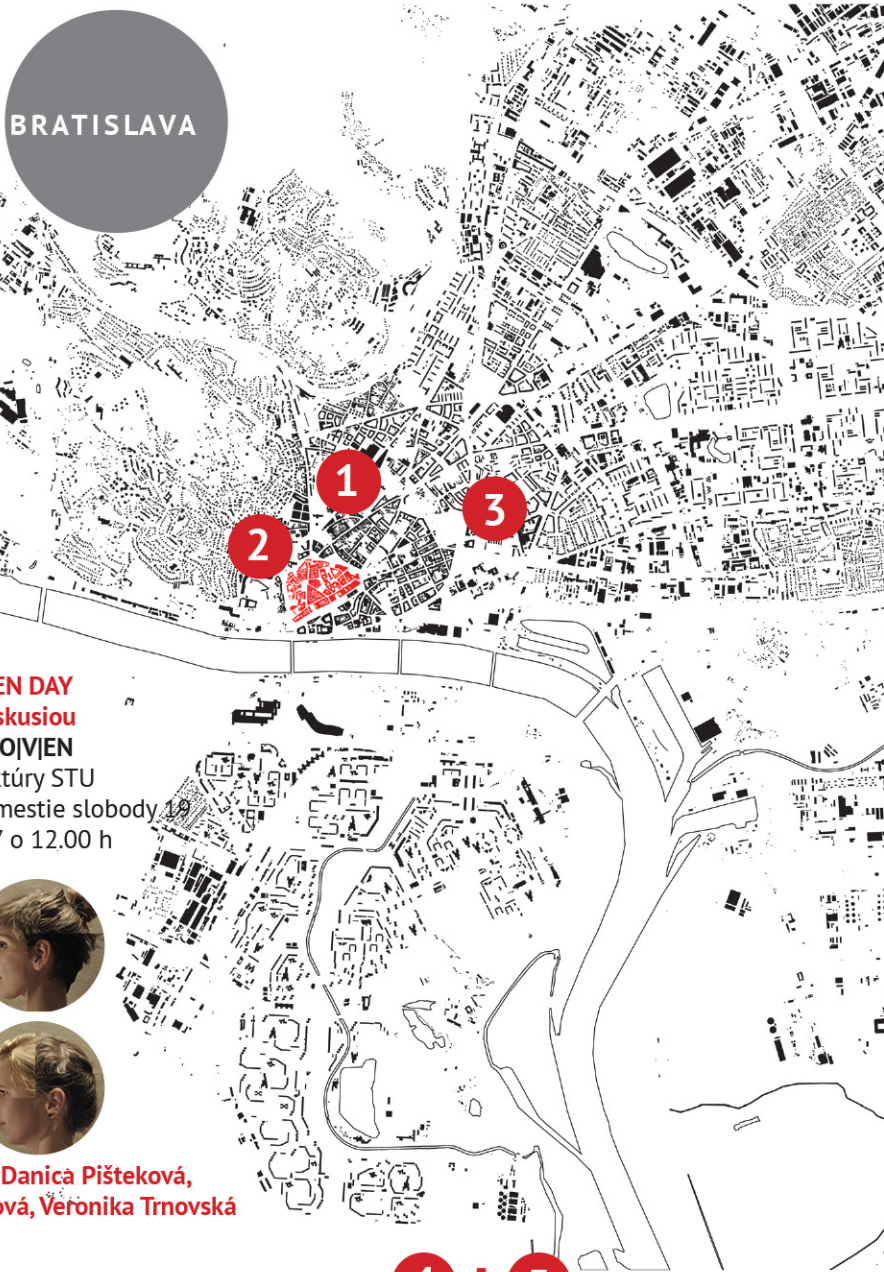 BRATISLAVA
1
3
2
EN DAY
skusiou
O|V|EN
ktúry STU
mestie slobody 19
7 o 12.00 h
Danica Pišteková,
ová, Veronika Trnovská